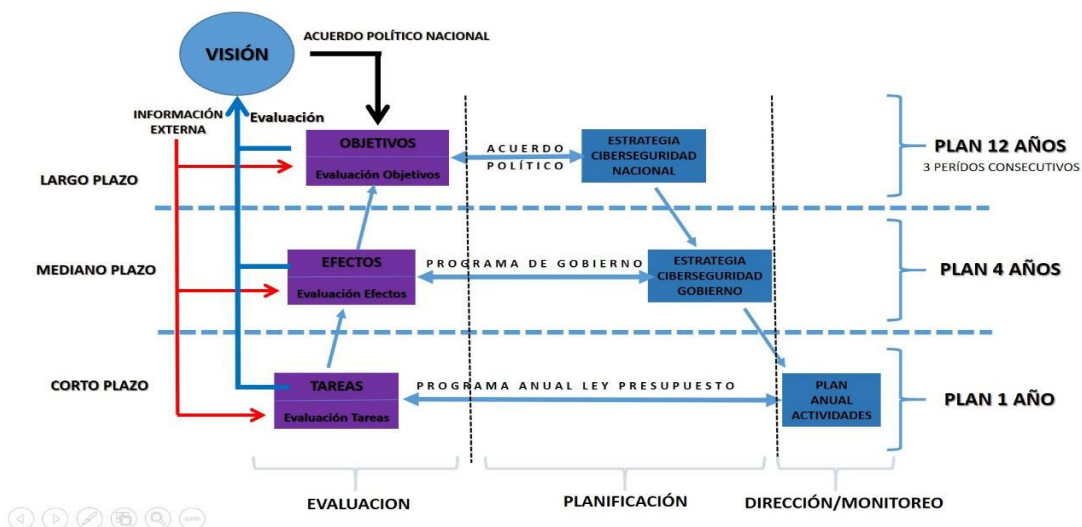 VISIÓN
ACUERDO POLÍTICO NACIONAL
INFORMACIÓN
EXTERNA
Evaluación
OBJETIVOS
Evaluación Objetivos
ACUERDO
POLÍTICO
ESTRATEGIA
CIBERSEGURIDAD
NACIONAL
PLAN 12 AÑOS
3 PERÍDOS CONSECUTIVOS
LARGO PLAZO
MEDIANO PLAZO
EFECTOS
Evaluación Efectos
PROGRAMA DE GOBIERNO
ESTRATEGIA
CIBERSEGURIDAD
GOBIERNO
PLAN 4 AÑOS
CORTO PLAZO
TAREAS
Evaluación Tareas
PROGRAMA ANUAL LEY PRESUPUESTO
PLAN
ANUAL
ACTIVIDADES
PLAN 1 AÑO
EVALUACION
PLANIFICACIÓN
DIRECCIÓN/MONITOREO